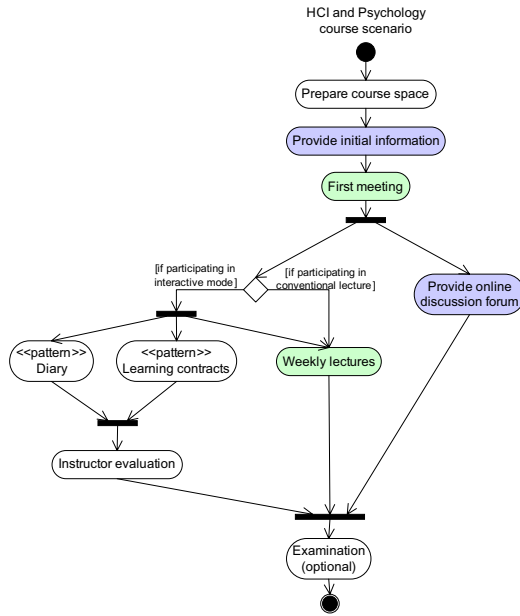 HCI and Psychology
course scenario
Prepare course space
Provide initial information
First meeting
[if participating in
interactive mode]
[if participating in
conventional lecture]
Provide online
discussion forum
<<pattern>>
Diary
<<pattern>>
Learning contracts
Weekly lectures
Instructor evaluation
Examination
(optional)